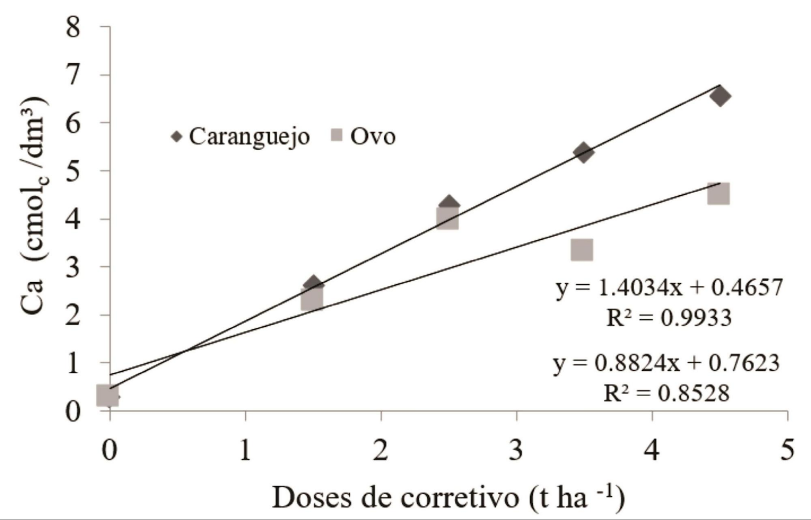 8
7
6
5
4
3
2
1
0
Ca (cmolc /dm³)
Caranguejo Ovo
y = 1.4034x + 0.4657
R² = 0.9933
y = 0.8824x + 0.7623
R² = 0.8528
0 1 2 3 4 5
Doses de corretivo (t ha -1)